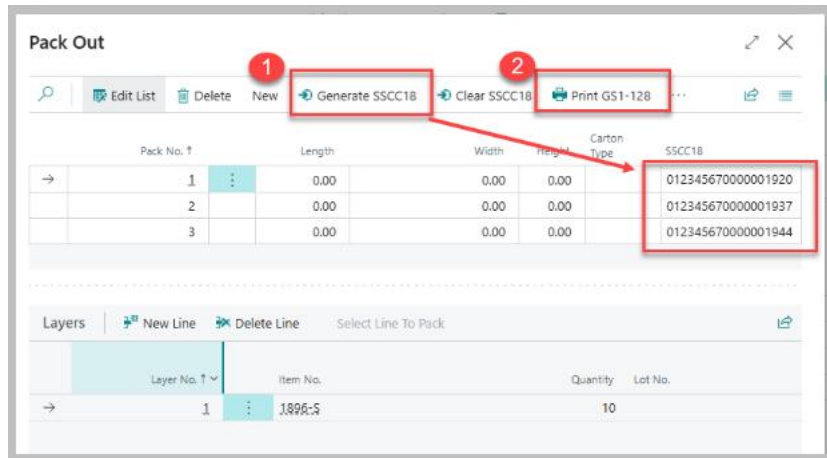 Pack Out
1
2
Edit List Delete New Generate SSCC18 Clear SSCC18 Print GS1-128 ...
Pack No. ↑ Length Width Height Carton Type SSCC18
→ 1 0.00 0.00 0.00 012345670000001920
2 0.00 0.00 0.00 012345670000001937
3 0.00 0.00 0.00 012345670000001944
Layers New Line Delete Line Select Line To Pack
Layer No. ↑ Item No. Quantity Lot No.
→ 1 1896-S 10